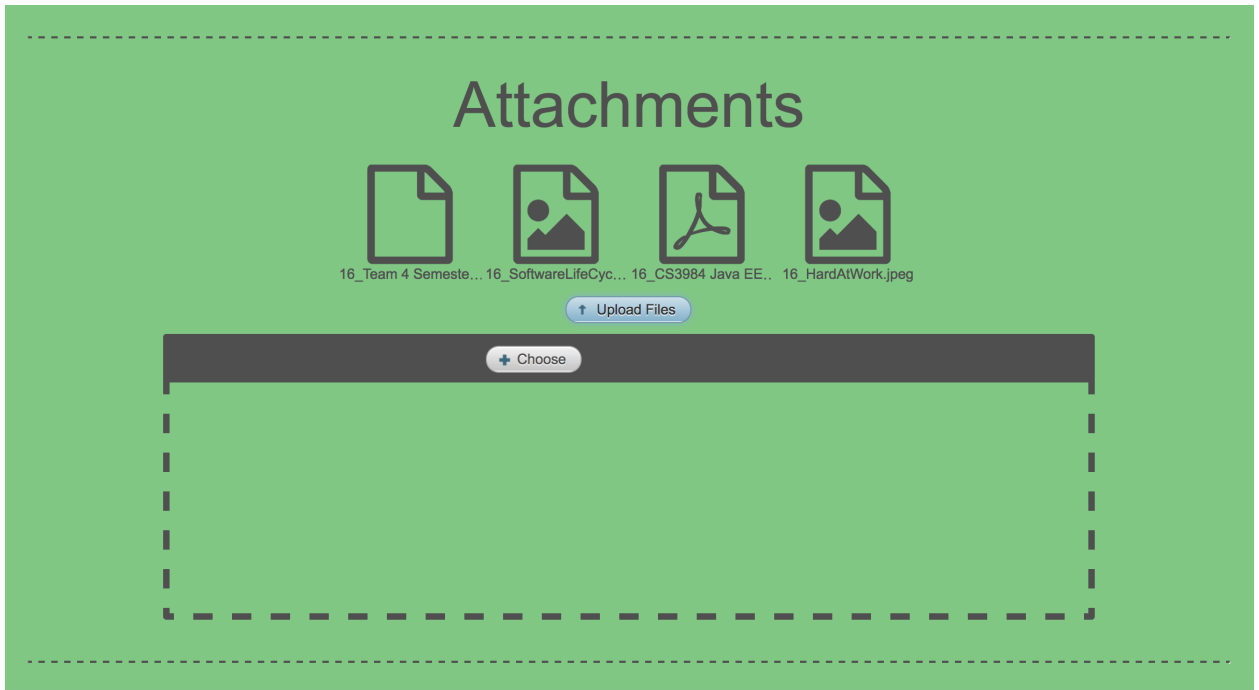 Attachments
16_Team 4 Semeste... 16_SoftwareLifeCyc... 16_CS3984 Java EE.. 16_HardAtWork.jpeg
Upload Files
Choose